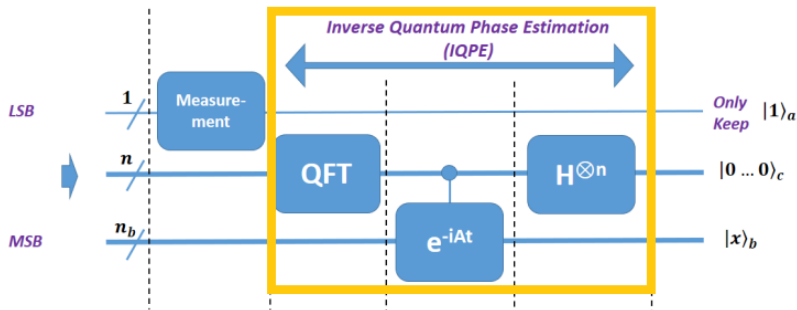 Inverse Quantum Phase Estimation
(IQPE)
LSB
1
Measure-
ment
Only
Keep
|1⟩a
n
QFT
H⊗n
|0 … 0⟩c
MSB
nb
e-iAt
|x⟩b